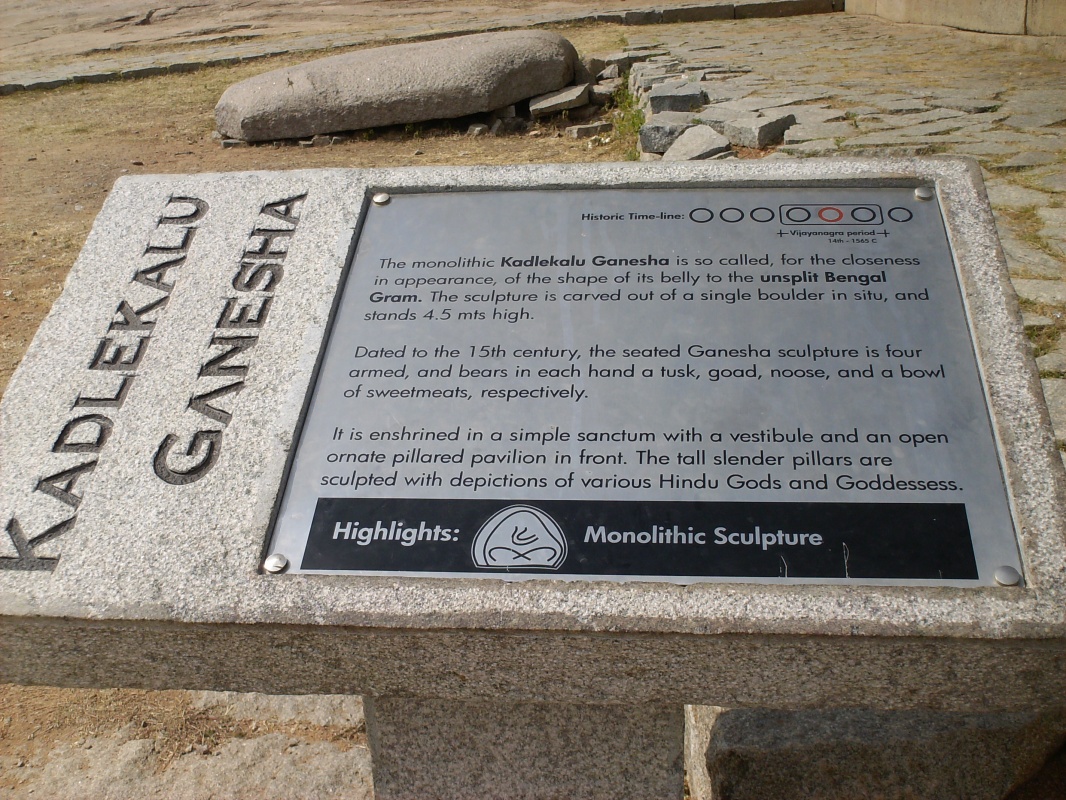 KADLEKALU
GANESHA
Historic Time-line:
Vijayanagra period
14th - 1565 C
The monolithic Kadlekalu Ganesha is so called, for the closeness
in appearance, of the shape of its belly to the unsplit Bengal
Gram. The sculpture is carved out of a single boulder in situ, and
stands 4.5 mts high.
Dated to the 15th century, the seated Ganesha sculpture is four
armed, and bears in each hand a tusk, goad, noose, and a bowl
of sweetmeats, respectively.
It is enshrined in a simple sanctum with a vestibule and an open
ornate pillared pavilion in front. The tall slender pillars are
sculpted with depictions of various Hindu Gods and Goddessess.
Highlights: Monolithic Sculpture